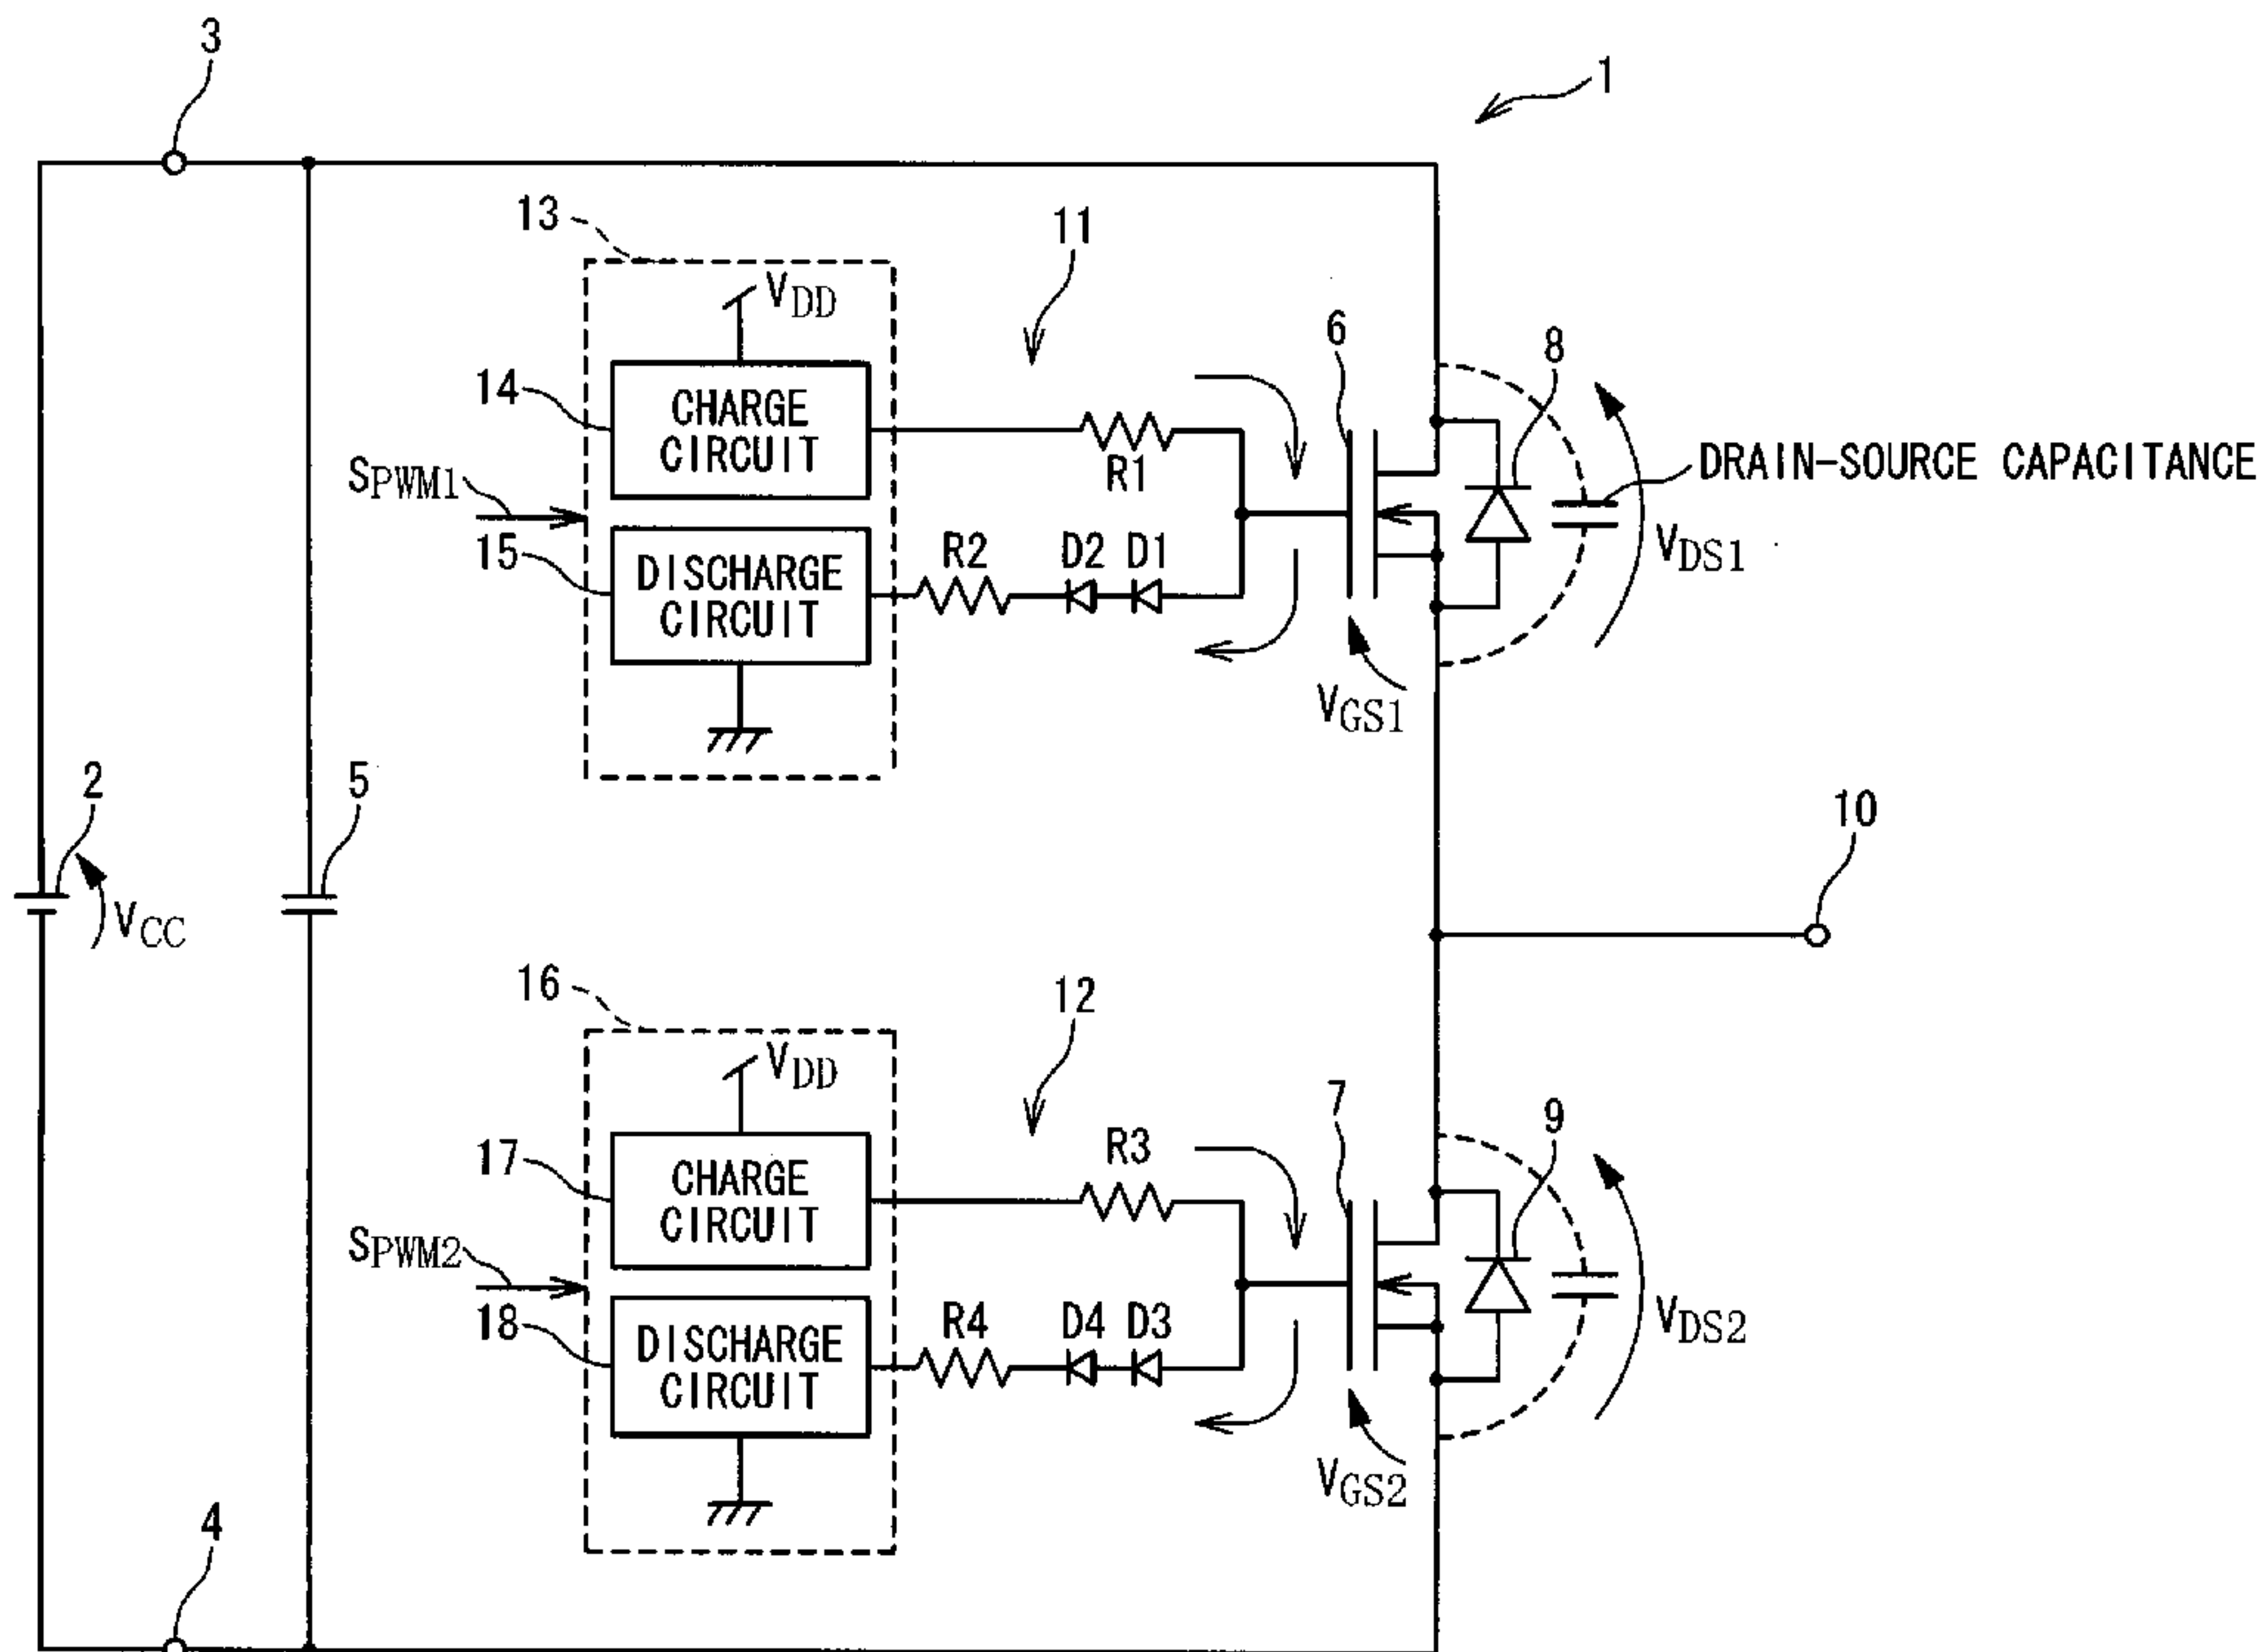 3
1
13
11
VDD
6
8
14
CHARGE
CIRCUIT
R1
DRAIN-SOURCE CAPACITANCE
SPWM1
15
DISCHARGE
CIRCUIT
R2
D2
D1
VDS1
VGS1
2
5
10
VCC
16
12
VDD
7
9
17
CHARGE
CIRCUIT
R3
SPWM2
18
DISCHARGE
CIRCUIT
R4
D4
D3
VDS2
VGS2
4